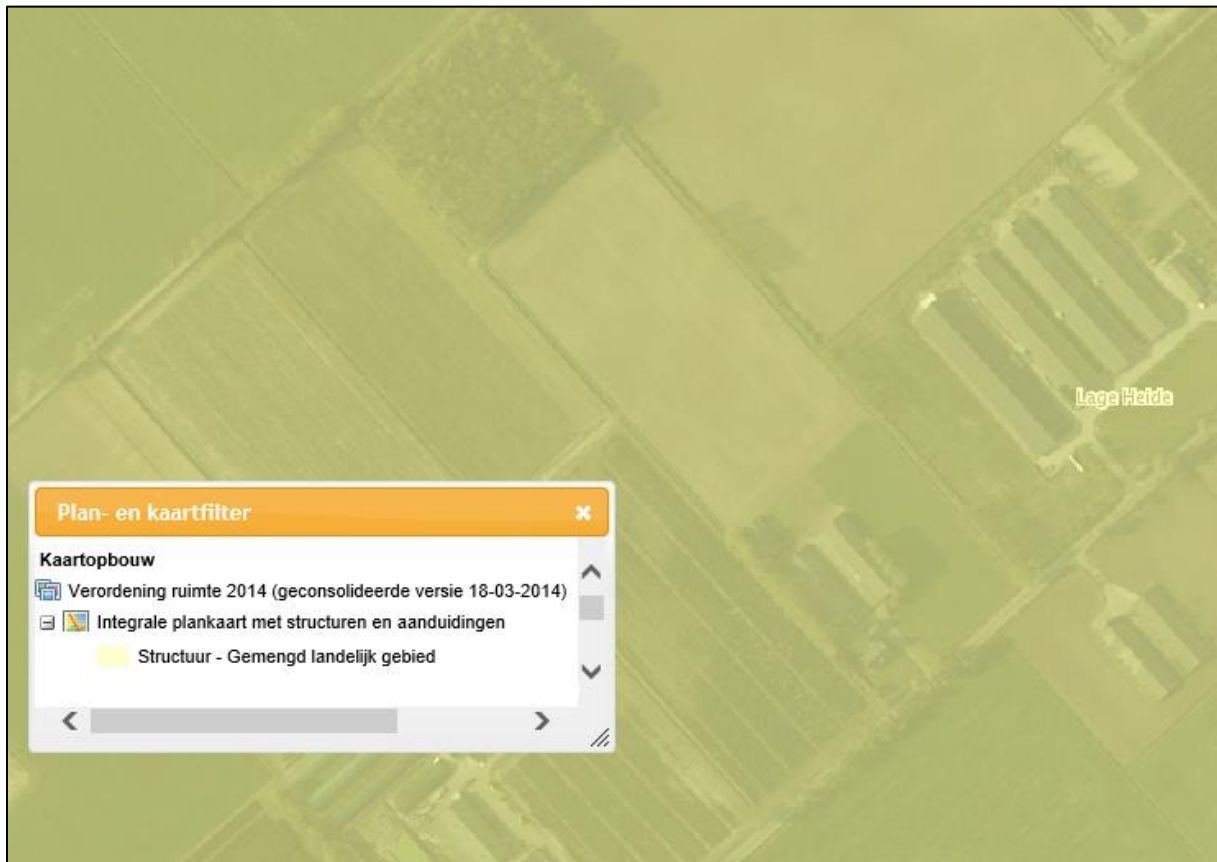 Lage Heide
Plan- en kaartfilter
Kaartopbouw
Verordening ruimte 2014 (geconsolideerde versie 18-03-2014)
Integrale plankaart met structuren en aanduidingen
Structuur - Gemengd landelijk gebied